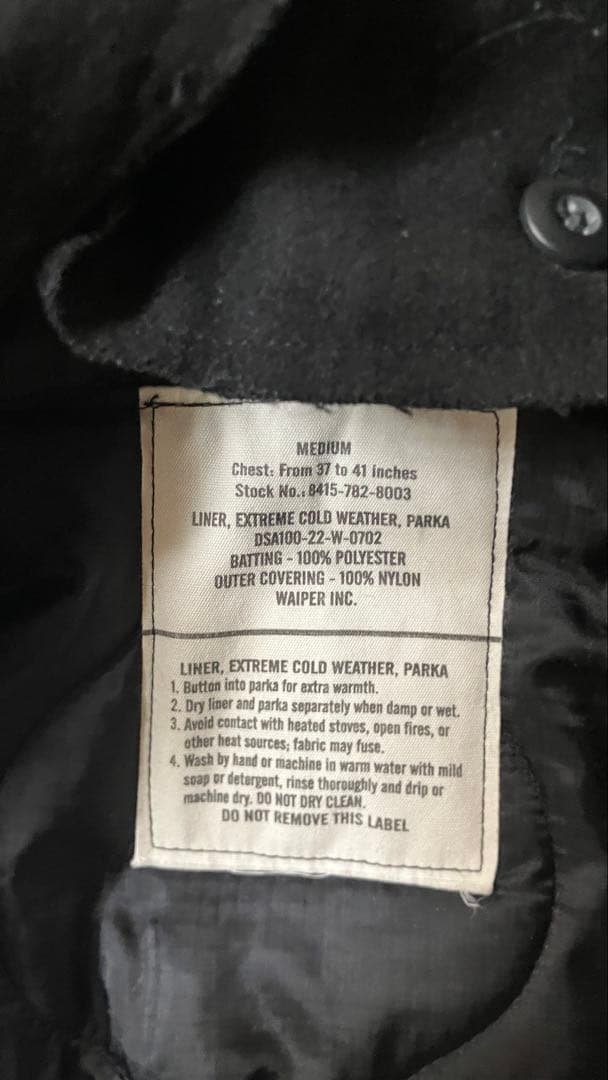 MEDIUM
Chest: From 37 to 41 inches
Stock No.: 8415-782-8003
LINER, EXTREME COLD WEATHER, PARKA
DSA100-22-W-0702
BATTING - 100% POLYESTER
OUTER COVERING - 100% NYLON
WAIPER INC.
LINER, EXTREME COLD WEATHER, PARKA
1. Button into parka for extra warmth.
2. Dry liner and parka separately when damp or wet.
3. Avoid contact with heated stoves, open fires, or
other heat sources; fabric may fuse.
4. Wash by hand or machine in warm water with mild
soap or detergent, rinse thoroughly and drip or
machine dry. DO NOT DRY CLEAN.
DO NOT REMOVE THIS LABEL